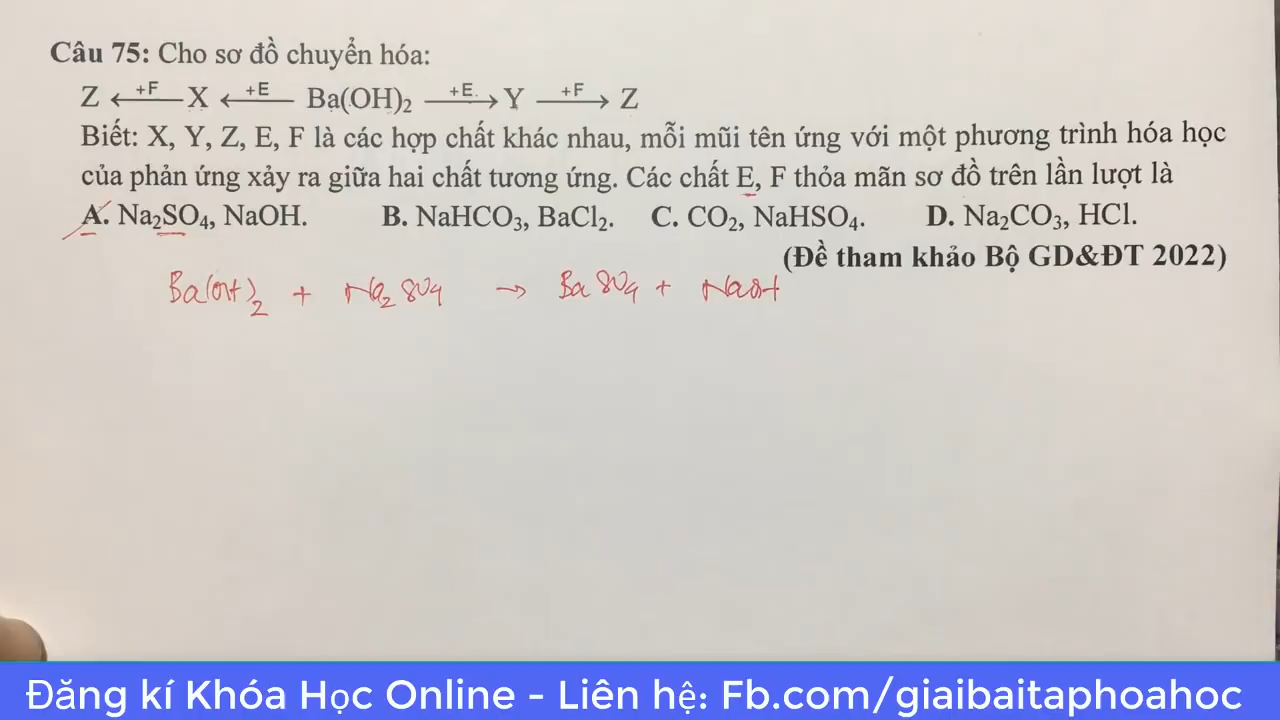 Câu 75: Cho sơ đồ chuyển hóa:
Z ←+F— X ←+E— Ba(OH)₂ —+E→ Y —+F→ Z
Biết: X, Y, Z, E, F là các hợp chất khác nhau, mỗi mũi tên ứng với một phương trình hóa học
của phản ứng xảy ra giữa hai chất tương ứng. Các chất E, F thỏa mãn sơ đồ trên lần lượt là
A. Na₂SO₄, NaOH. B. NaHCO₃, BaCl₂. C. CO₂, NaHSO₄. D. Na₂CO₃, HCl.
(Đề tham khảo Bộ GD&ĐT 2022)
Ba(OH)₂ + Na₂SO₄ → BaSO₄ + NaOH
Đăng kí Khóa Học Online - Liên hệ: Fb.com/giaibaitaphoahoc